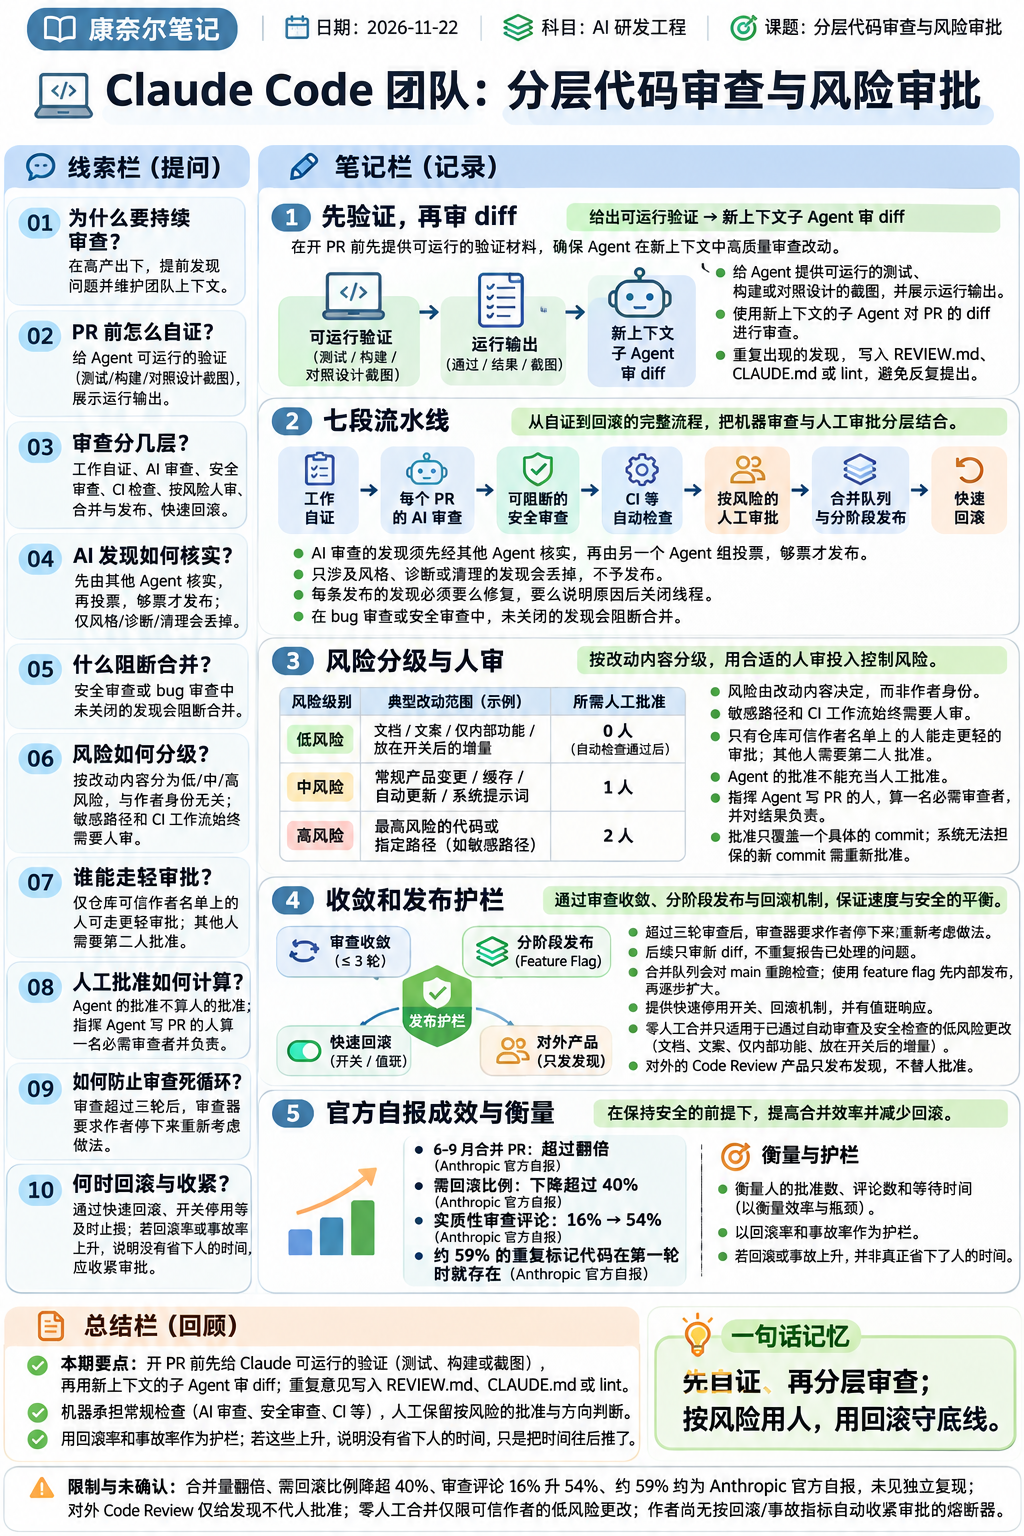 康奈尔笔记
日期：2026-11-22
科目：AI 研发工程
课题：分层代码审查与风险审批
Claude Code 团队：分层代码审查与风险审批
线索栏（提问）
01 为什么要持续
审查？
在高产出下，提前发现
问题并维护团队上下文。
02 PR 前怎么自证？
给 Agent 可运行的验证
（测试/构建/对照设计截图），
展示运行输出。
03 审查分几层？
工作自证、AI 审查、安全
审查、CI 检查、按风险人审、
合并与发布、快速回滚。
04 AI 发现如何核实？
先由其他 Agent 核实，
再投票，够票才发布；
仅风格/诊断/清理会丢掉。
05 什么阻断合并？
安全审查或 bug 审查中
未关闭的发现会阻断合并。
06 风险如何分级？
按改动内容分为低/中/高
风险，与作者身份无关；
敏感路径和 CI 工作流始终
需要人审。
07 谁能走轻审批？
仅仓库可信作者名单上的
人可走更轻审批；其他人
需要第二人批准。
08 人工批准如何计算？
Agent 的批准不算人的批准；
指挥 Agent 写 PR 的人算
一名必需审查者并负责。
09 如何防止审查死循环？
审查超过三轮后，审查器
要求作者停下来重新考虑
做法。
10 何时回滚与收紧？
通过快速回滚、开关停用等
及时止损；若回滚率或事故率
上升，说明没有省下人的时间，
应收紧审批。
笔记栏（记录）
1 先验证，再审 diff
给出可运行验证 → 新上下文子 Agent 审 diff
在开 PR 前先提供可运行的验证材料，确保 Agent 在新上下文中高质量审查改动。
可运行验证
（测试 / 构建 /
对照设计截图）
运行输出
（通过 / 结果 / 截图）
新上下文
子 Agent
审 diff
给 Agent 提供可运行的测试、
构建或对照设计的截图，并展示运行输出。
使用新上下文的子 Agent 对 PR 的 diff
进行审查。
重复出现的发现， 写入 REVIEW.md、
CLAUDE.md 或 lint，避免反复提出。
2 七段流水线
从自证到回滚的完整流程，把机器审查与人工审批分层结合。
工作
自证
每个 PR
的 AI 审查
可阻断的
安全审查
CI 等
自动检查
按风险的
人工审批
合并队列
与分阶段发布
快速
回滚
AI 审查的发现须先经其他 Agent 核实，再由另一个 Agent 组投票，够票才发布。
只涉及风格、诊断或清理的发现会丢掉，不予发布。
每条发布的发现必须要么修复，要么说明原因后关闭线程。
在 bug 审查或安全审查中，未关闭的发现会阻断合并。
3 风险分级与人审
按改动内容分级，用合适的人审投入控制风险。
风险级别
典型改动范围（示例）
所需人工批准
低风险
文档 / 文案 / 仅内部功能 /
放在开关后的增量
0 人
（自动检查通过后）
中风险
常规产品变更 / 缓存 /
自动更新 / 系统提示词
1 人
高风险
最高风险的代码或
指定路径（如敏感路径）
2 人
风险由改动内容决定，而非作者身份。
敏感路径和 CI 工作流始终需要人审。
只有仓库可信作者名单上的人能走更轻的
审批；其他人需要第二人批准。
Agent 的批准不能充当人工批准。
指挥 Agent 写 PR 的人，算一名必需审查者，
并对结果负责。
批准只覆盖一个具体的 commit；系统无法担
保的新 commit 需重新批准。
4 收敛和发布护栏
通过审查收敛、分阶段发布与回滚机制，保证速度与安全的平衡。
审查收敛
（≤ 3 轮）
分阶段发布
(Feature Flag)
发布护栏
快速回滚
（开关 / 值班）
对外产品
（只发发现）
超过三轮审查后，审查器要求作者停下来重新考虑做法。
后续只审新 diff，不重复报告已处理的问题。
合并队列会对 main 重跑检查；使用 feature flag 先内部发布，
再逐步扩大。
提供快速停用开关、回滚机制，并有值班响应。
零人工合并只适用于已通过自动审查及安全检查的低风险更改
（文档、文案、仅内部功能、放在开关后的增量）。
对外的 Code Review 产品只发布发现，不替人批准。
5 官方自报成效与衡量
在保持安全的前提下，提高合并效率并减少回滚。
6–9 月合并 PR：超过翻倍
（Anthropic 官方自报）
需回滚比例：下降超过 40%
（Anthropic 官方自报）
实质性审查评论：16% → 54%
（Anthropic 官方自报）
约 59% 的重复标记代码在第一轮
时就存在（Anthropic 官方自报）
衡量与护栏
衡量人的批准数、评论数和等待时间
（以衡量效率与瓶颈）。
以回滚率和事故率作为护栏。
若回滚或事故上升，并非真正省下了人的时间。
总结栏（回顾）
本期要点：开 PR 前先给 Claude 可运行的验证（测试、构建或截图），
再用新上下文的子 Agent 审 diff；重复意见写入 REVIEW.md、CLAUDE.md 或 lint。
机器承担常规检查（AI 审查、安全审查、CI 等），人工保留按风险的批准与方向判断。
用回滚率和事故率作为护栏；若这些上升，说明没有省下人的时间，只是把时间往后推了。
一句话记忆
先自证、再分层审查；
按风险用人，用回滚守底线。
限制与未确认：合并量翻倍、需回滚比例降超 40%、审查评论 16% 升 54%、约 59% 约为 Anthropic 官方自报，未见独立复现；
对外 Code Review 仅给发现不代人批准；零人工合并仅限可信作者的低风险更改；作者尚无按回滚/事故指标自动收紧审批的熔断器。